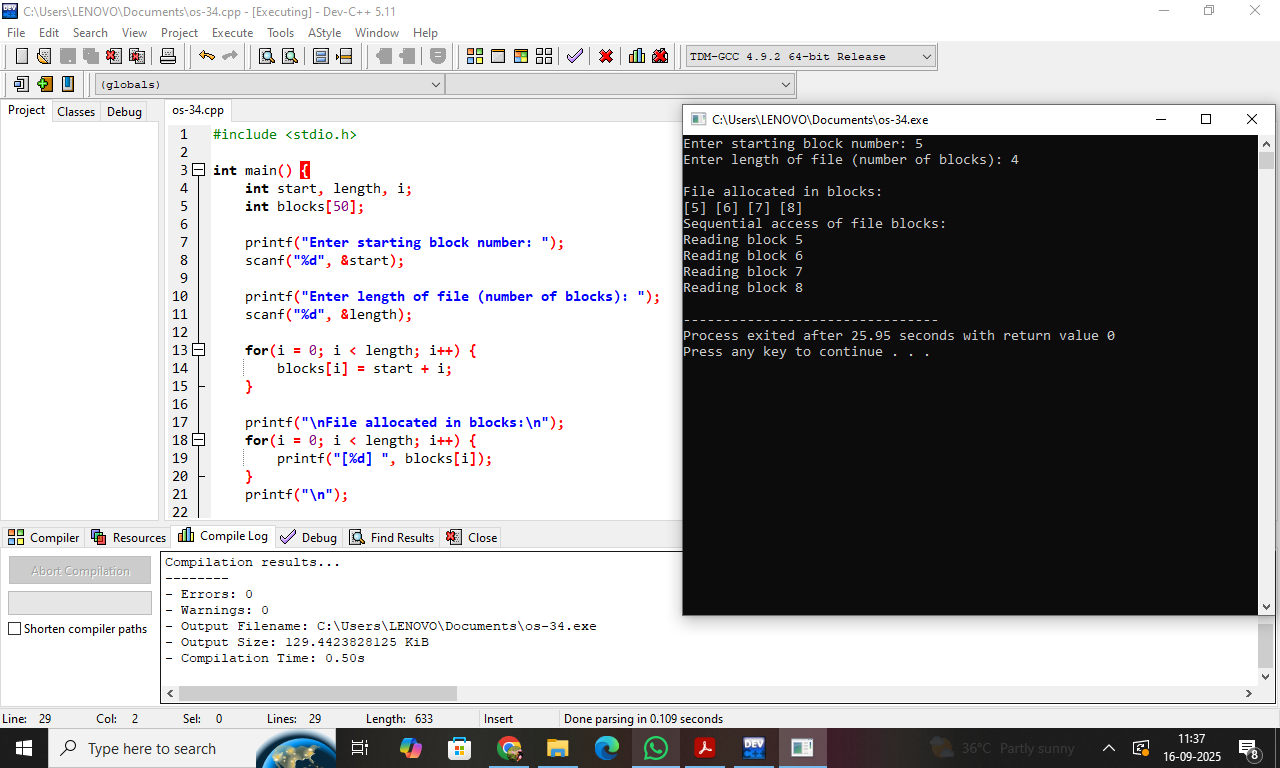 C:\Users\LENOVO\Documents\os-34.cpp - [Executing] - Dev-C++ 5.11
File Edit Search View Project Execute Tools AStyle Window Help
TDM-GCC 4.9.2 64-bit Release
(globals)
Project Classes Debug
os-34.cpp
1 #include <stdio.h>
2
3 int main() {
4 int start, length, i;
5 int blocks[50];
6
7 printf("Enter starting block number: ");
8 scanf("%d", &start);
9
10 printf("Enter length of file (number of blocks): ");
11 scanf("%d", &length);
12
13 for(i = 0; i < length; i++) {
14 blocks[i] = start + i;
15 }
16
17 printf("\nFile allocated in blocks:\n");
18 for(i = 0; i < length; i++) {
19 printf("[%d] ", blocks[i]);
20 }
21 printf("\n");
22
C:\Users\LENOVO\Documents\os-34.exe
Enter starting block number: 5
Enter length of file (number of blocks): 4
File allocated in blocks:
[5] [6] [7] [8]
Sequential access of file blocks:
Reading block 5
Reading block 6
Reading block 7
Reading block 8
--------------------------------
Process exited after 25.95 seconds with return value 0
Press any key to continue . . .
Compiler Resources Compile Log Debug Find Results Close
Abort Compilation
Shorten compiler paths
Compilation results...
--------
- Errors: 0
- Warnings: 0
- Output Filename: C:\Users\LENOVO\Documents\os-34.exe
- Output Size: 129.4423828125 KiB
- Compilation Time: 0.50s
Line: 29 Col: 2 Sel: 0 Lines: 29 Length: 633 Insert Done parsing in 0.109 seconds
Type here to search
DEV
36°C Partly sunny
11:37
16-09-2025
8